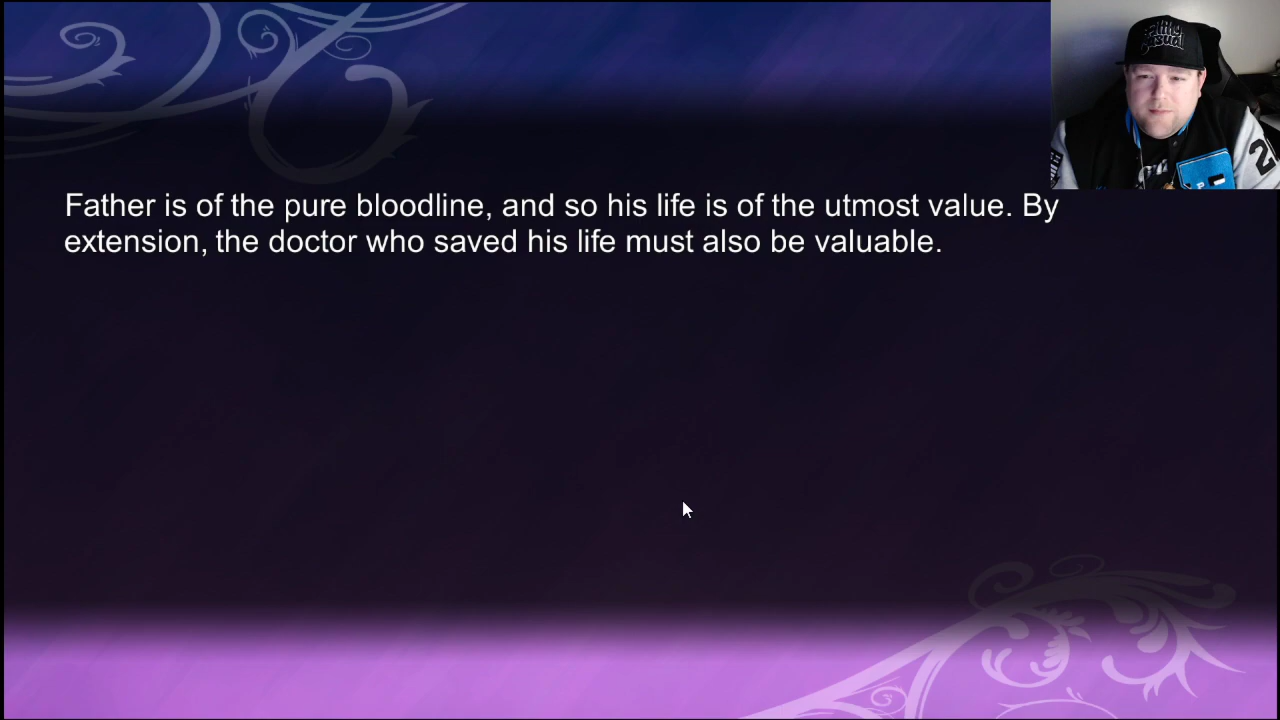 Father is of the pure bloodline, and so his life is of the utmost value. By
extension, the doctor who saved his life must also be valuable.